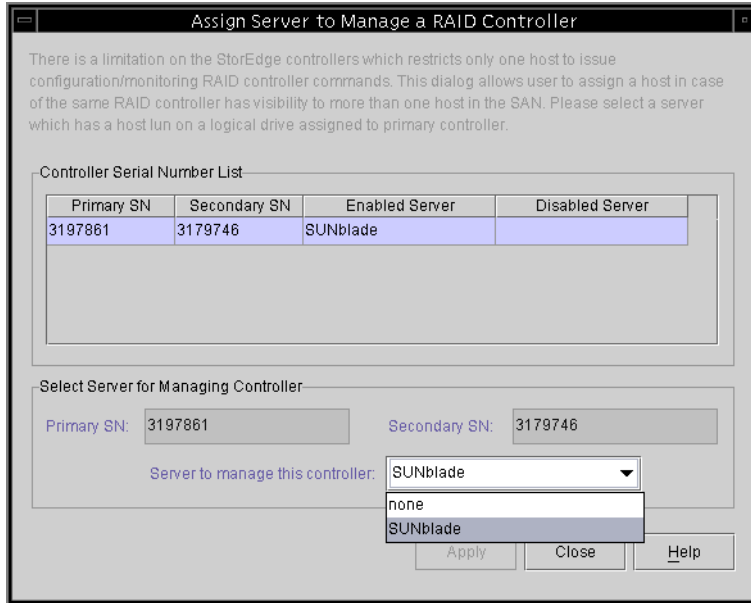 Assign Server to Manage a RAID Controller
There is a limitation on the StorEdge controllers which restricts only one host to issue
configuration/monitoring RAID controller commands. This dialog allows user to assign a host in case
of the same RAID controller has visibility to more than one host in the SAN. Please select a server
which has a host lun on a logical drive assigned to primary controller.
Controller Serial Number List
Primary SN Secondary SN Enabled Server Disabled Server
3197861 3179746 SUNblade
Select Server for Managing Controller
Primary SN: 3197861 Secondary SN: 3179746
Server to manage this controller: SUNblade
none
SUNblade
Apply Close Help